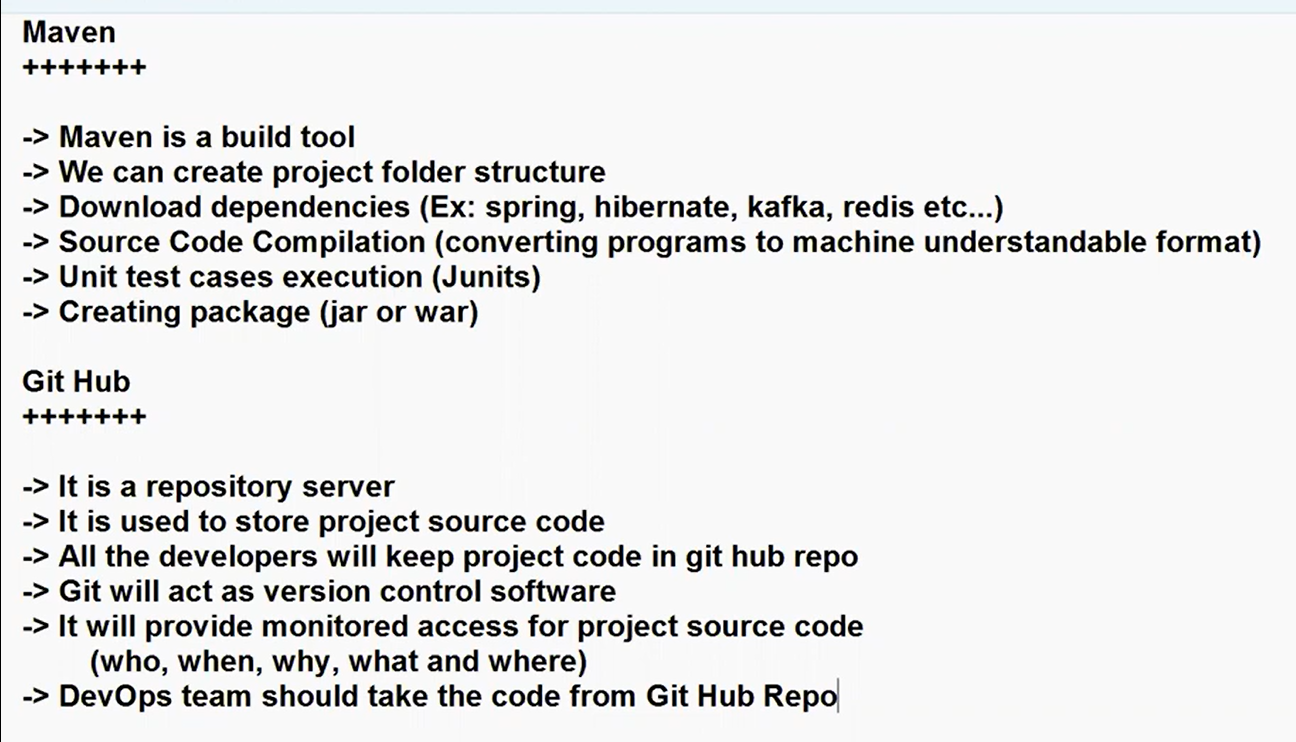 Maven
+++++++
-> Maven is a build tool
-> We can create project folder structure
-> Download dependencies (Ex: spring, hibernate, kafka, redis etc...)
-> Source Code Compilation (converting programs to machine understandable format)
-> Unit test cases execution (Junits)
-> Creating package (jar or war)
Git Hub
+++++++
-> It is a repository server
-> It is used to store project source code
-> All the developers will keep project code in git hub repo
-> Git will act as version control software
-> It will provide monitored access for project source code
(who, when, why, what and where)
-> DevOps team should take the code from Git Hub Repo